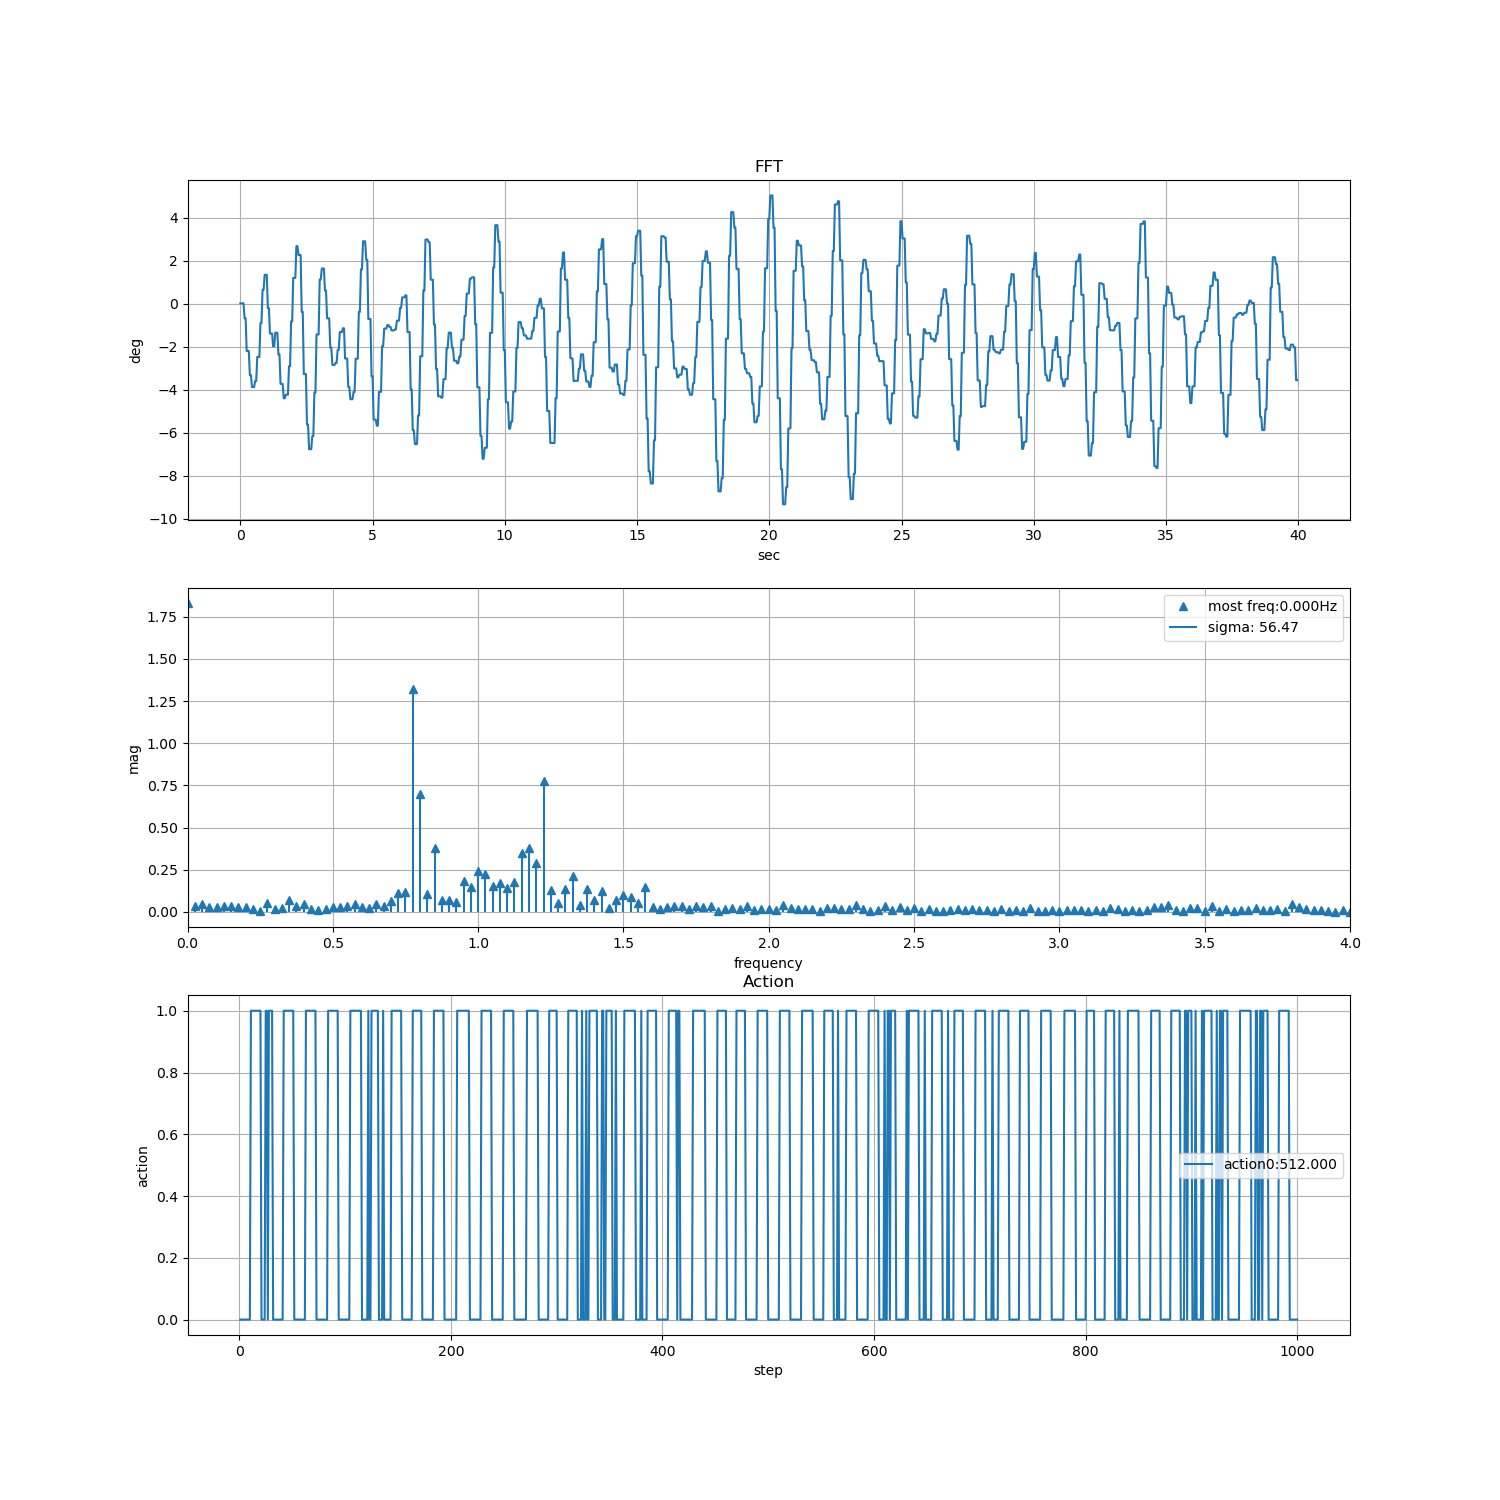 FFT
4
2
0
−2
−4
−6
−8
−10
deg
0 5 10 15 20 25 30 35 40
sec
most freq:0.000Hz
sigma: 56.47
1.75
1.50
1.25
1.00
0.75
0.50
0.25
0.00
mag
0.0 0.5 1.0 1.5 2.0 2.5 3.0 3.5 4.0
frequency
Action
1.0
0.8
0.6
0.4
0.2
0.0
action
action0:512.000
0 200 400 600 800 1000
step